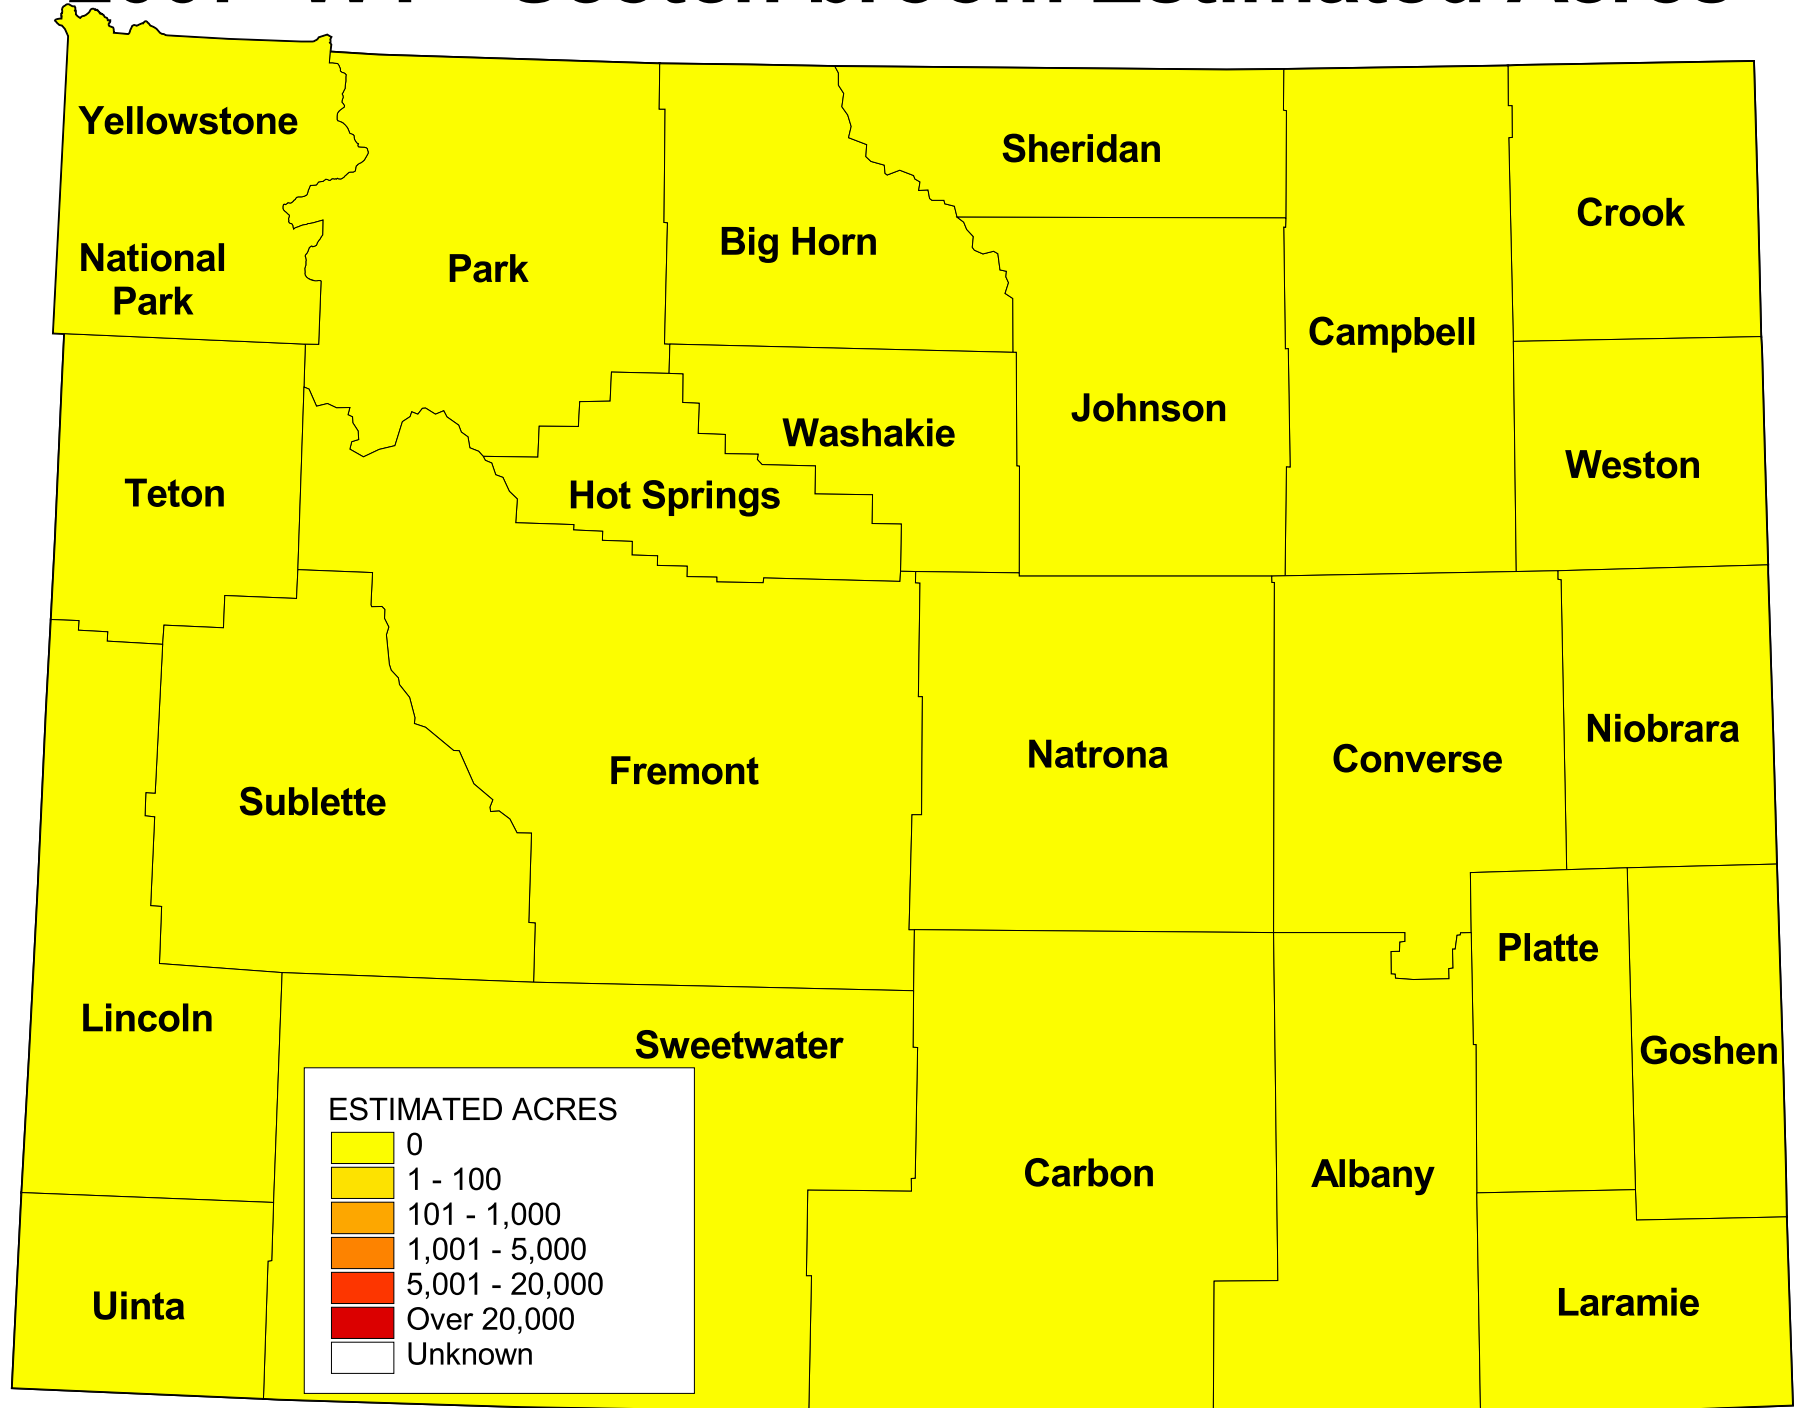 Yellowstone
Sheridan
Crook
Big Horn
National
Park
Park
Campbell
Johnson
Washakie
Weston
Teton
Hot Springs
Niobrara
Natrona
Converse
Fremont
Sublette
Platte
Lincoln
Sweetwater
Goshen
ESTIMATED ACRES
0
1 - 100
101 - 1,000
1,001 - 5,000
5,001 - 20,000
Over 20,000
Unknown
Carbon
Albany
Uinta
Laramie